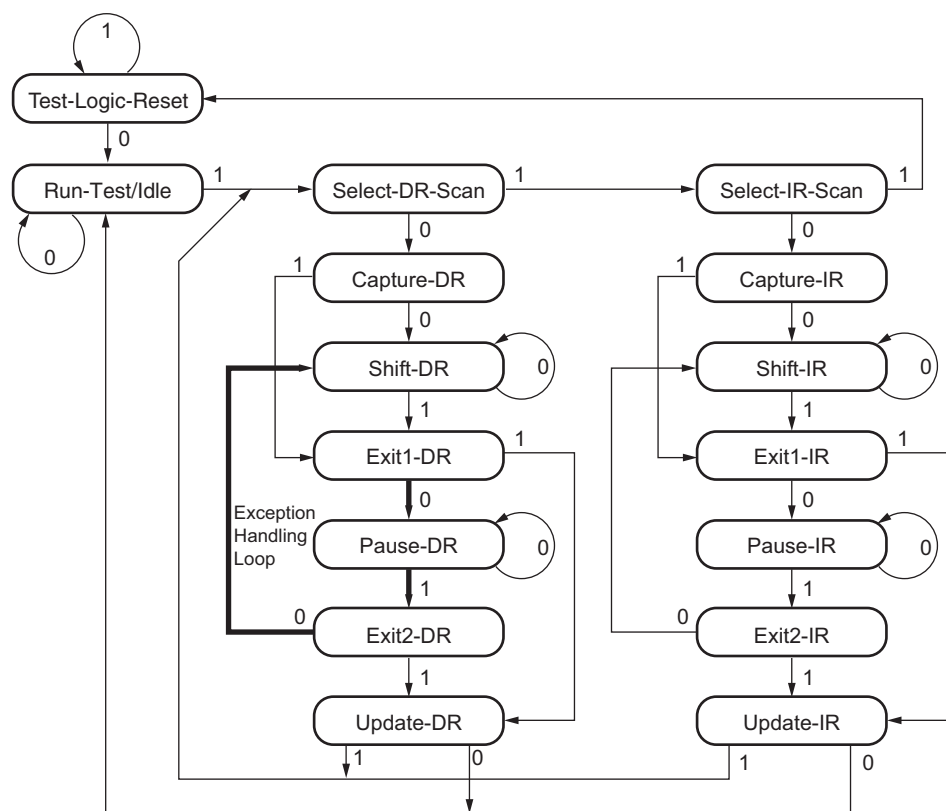 1
Test-Logic-Reset
0
Run-Test/Idle
1
Select-DR-Scan
1
Select-IR-Scan
1
0
0
0
1
Capture-DR
1
Capture-IR
0
0
Shift-DR
0
Shift-IR
0
1
1
Exit1-DR
1
Exit1-IR
1
0
0
Exception
Handling
Loop
Pause-DR
0
Pause-IR
0
1
1
0
Exit2-DR
0
Exit2-IR
1
1
Update-DR
Update-IR
1
0
1
0